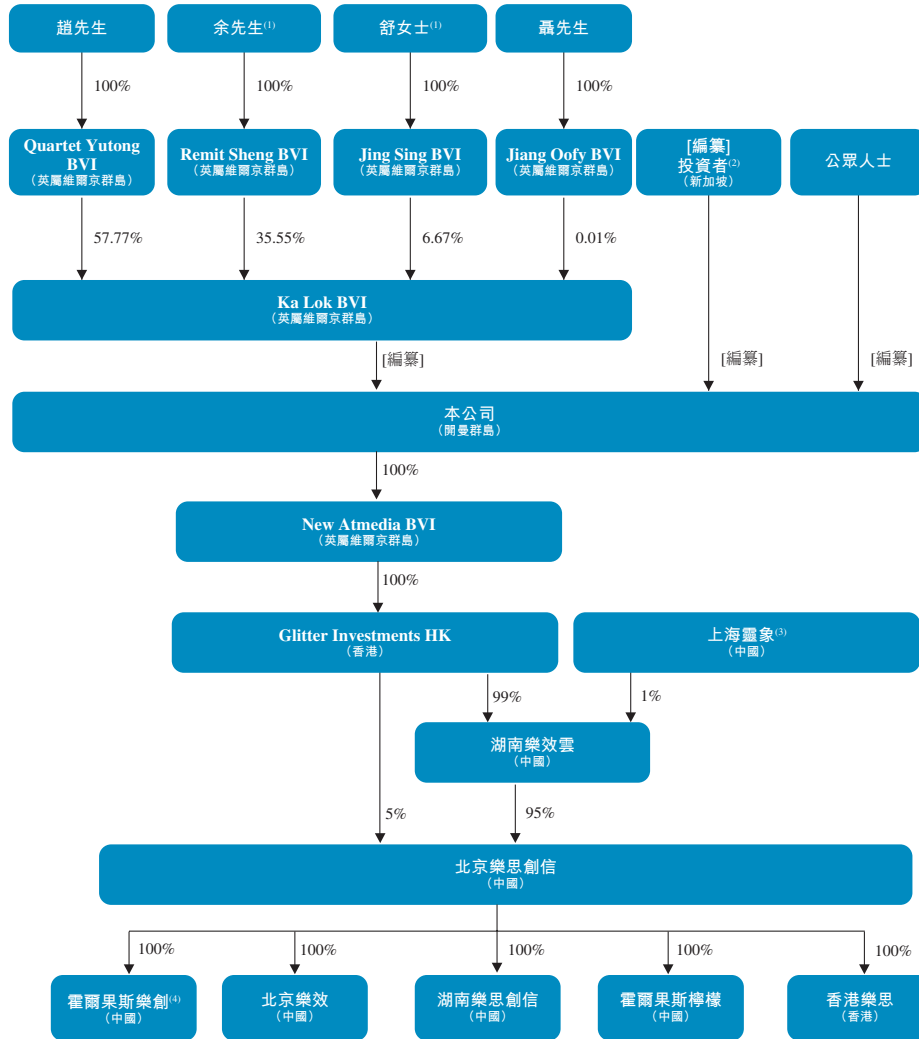 趙先生
余先生(1)
舒女士(1)
聶先生
100%
100%
100%
100%
Quartet Yutong
BVI
(英屬維爾京群島)
Remit Sheng BVI
(英屬維爾京群島)
Jing Sing BVI
(英屬維爾京群島)
Jiang Oofy BVI
(英屬維爾京群島)
[編纂]
投資者(2)
(新加坡)
公眾人士
57.77%
35.55%
6.67%
0.01%
Ka Lok BVI
(英屬維爾京群島)
[編纂]
[編纂]
[編纂]
本公司
(開曼群島)
100%
New Atmedia BVI
(英屬維爾京群島)
100%
Glitter Investments HK
(香港)
上海靈象(3)
(中國)
99%
1%
湖南樂效雲
(中國)
5%
95%
北京樂思創信
(中國)
100%
100%
100%
100%
100%
霍爾果斯樂創(4)
(中國)
北京樂效
(中國)
湖南樂思創信
(中國)
霍爾果斯檸檬
(中國)
香港樂思
(香港)